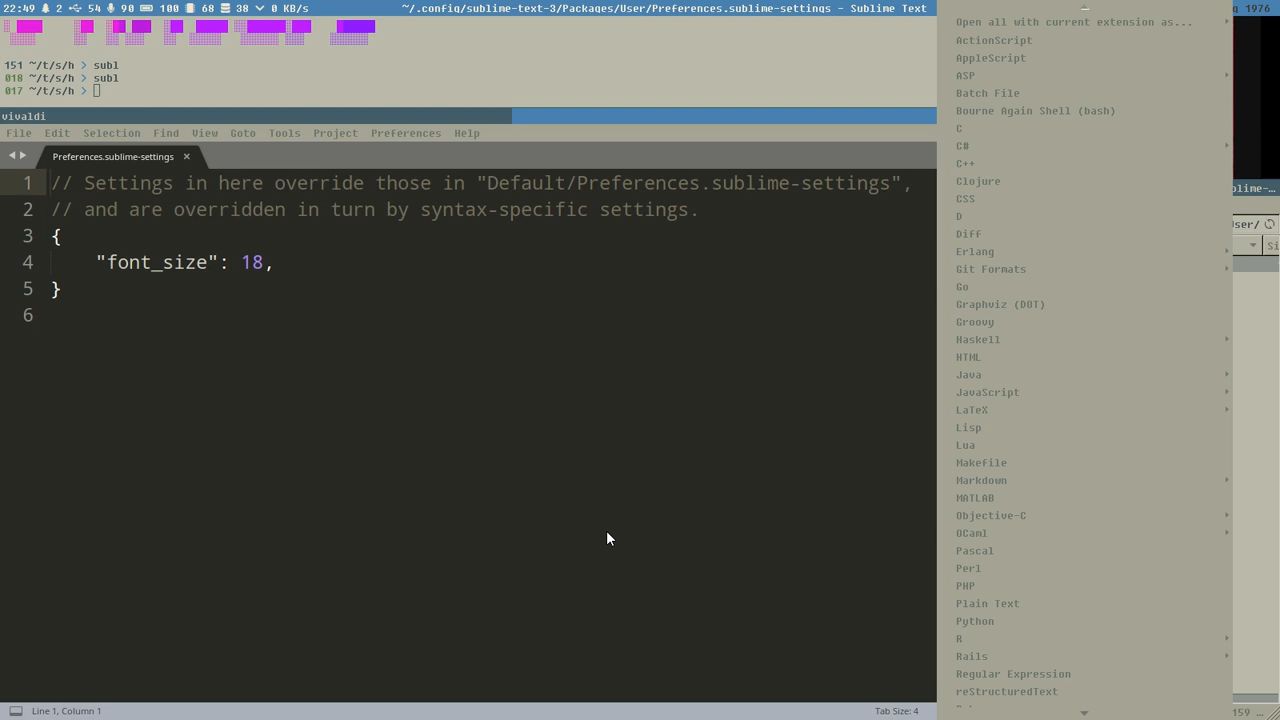 22:49 2 54 90 100 68 38 0 KB/s
~/.config/sublime-text-3/Packages/User/Preferences.sublime-settings - Sublime Text
1976
151 ~/t/s/h > subl
018 ~/t/s/h > subl
017 ~/t/s/h >
vivaldi
File Edit Selection Find View Goto Tools Project Preferences Help
Preferences.sublime-settings ×
1 // Settings in here override those in "Default/Preferences.sublime-settings",
2 // and are overridden in turn by syntax-specific settings.
3 {
4 "font_size": 18,
5 }
6
Line 1, Column 1
Tab Size: 4
Open all with current extension as...
ActionScript
AppleScript
ASP
Batch File
Bourne Again Shell (bash)
C
C#
C++
Clojure
CSS
D
Diff
Erlang
Git Formats
Go
Graphviz (DOT)
Groovy
Haskell
HTML
Java
JavaScript
LaTeX
Lisp
Lua
Makefile
Markdown
MATLAB
Objective-C
OCaml
Pascal
Perl
PHP
Plain Text
Python
R
Rails
Regular Expression
reStructuredText
blime-…
Jser/
Si
159 …